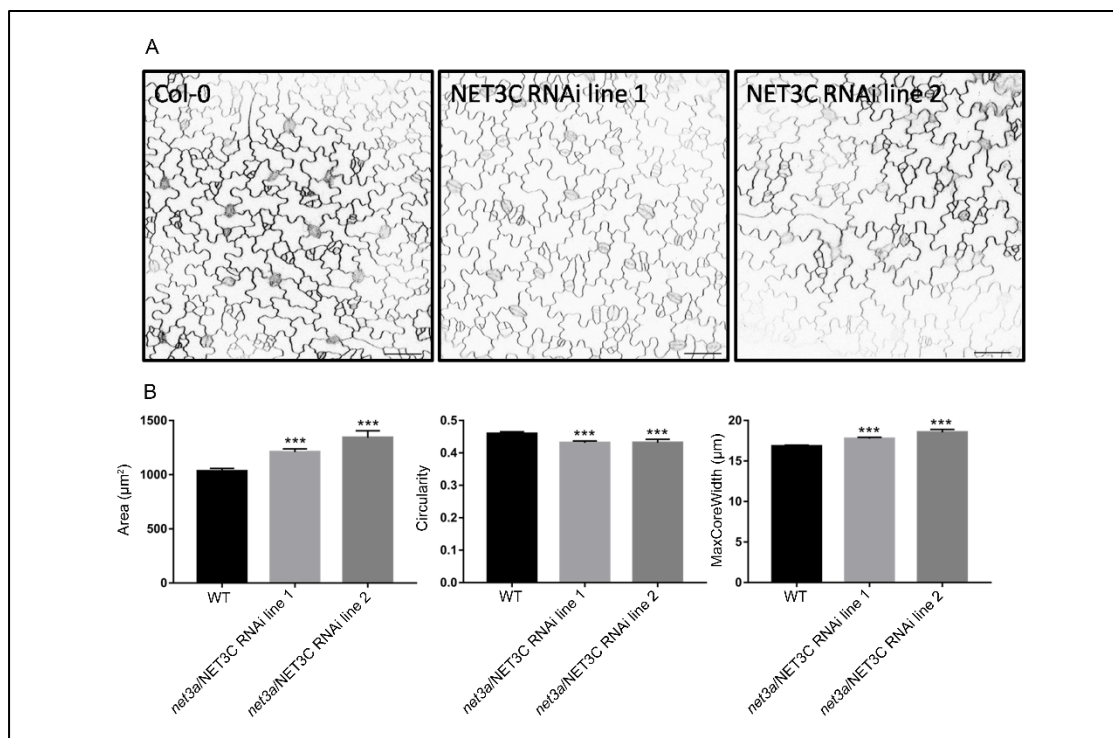 A
Col-0
NET3C RNAi line 1
NET3C RNAi line 2
B
Area (µm²)
1500
1000
500
0
***
***
WT
net3a/NET3C RNAi line 1
net3a/NET3C RNAi line 2
Circularity
0.5
0.4
0.3
0.2
0.1
0.0
***
***
WT
net3a/NET3C RNAi line 1
net3a/NET3C RNAi line 2
MaxCoreWidth (µm)
20
15
10
5
0
***
***
WT
net3a/NET3C RNAi line 1
net3a/NET3C RNAi line 2